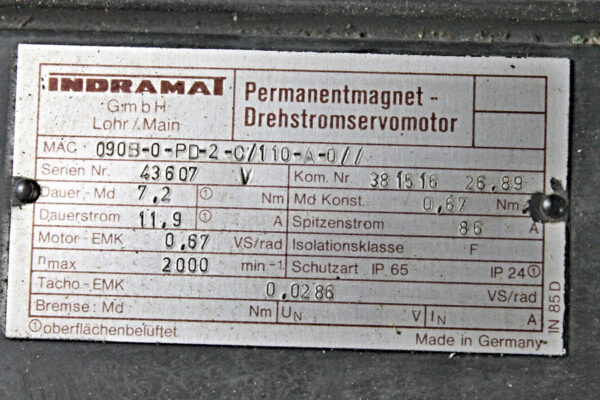 INDRAMAT
GmbH
Lohr/Main
Permanentmagnet-
Drehstromservomotor
MAC 090B-0-PD-2-C/110-A-0//
Serien Nr. 43607 V Kom. Nr. 381516 26.89
Dauer-Md 7,2 ① Nm Md Konst. 0,67 Nm/
Dauerstrom 11,9 ① A Spitzenstrom 86 A
Motor-EMK 0,67 VS/rad Isolationsklasse F
nmax 2000 min⁻¹ Schutzart IP 65 IP 24①
Tacho-EMK 0,0286 VS/rad
Bremse: Md Nm UN V IN A
①oberflächenbelüftet Made in Germany
IN 85D